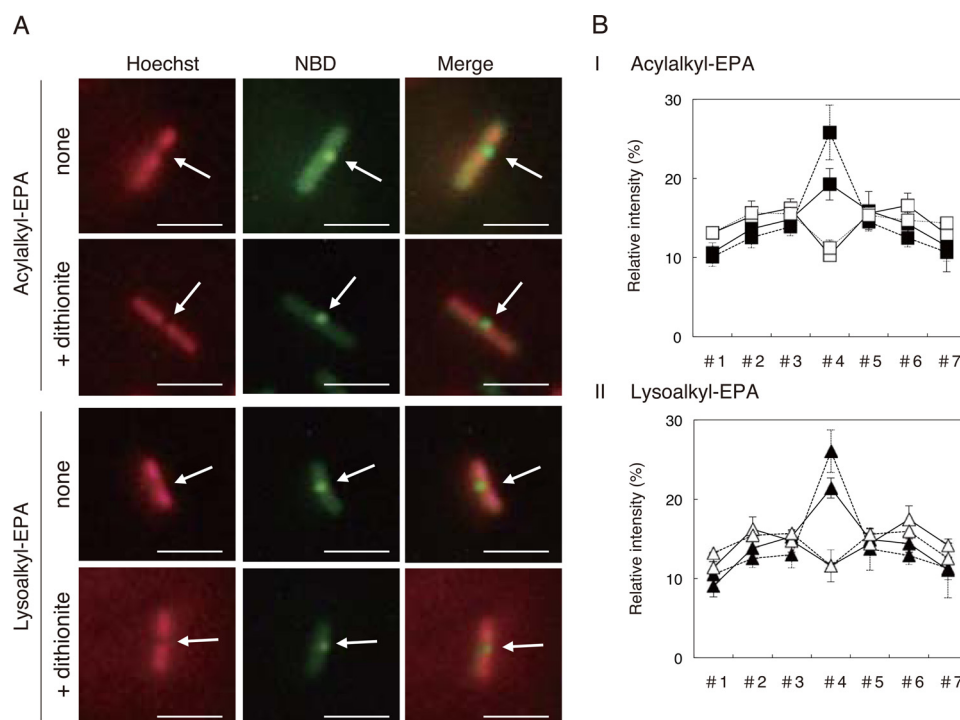 A
Hoechst NBD Merge
Acylalkyl-EPA
none
+ dithionite
Lysoalkyl-EPA
none
+ dithionite
B
I Acylalkyl-EPA
Relative intensity (%)
30
20
10
0
#1 #2 #3 #4 #5 #6 #7
II Lysoalkyl-EPA
Relative intensity (%)
30
20
10
0
#1 #2 #3 #4 #5 #6 #7